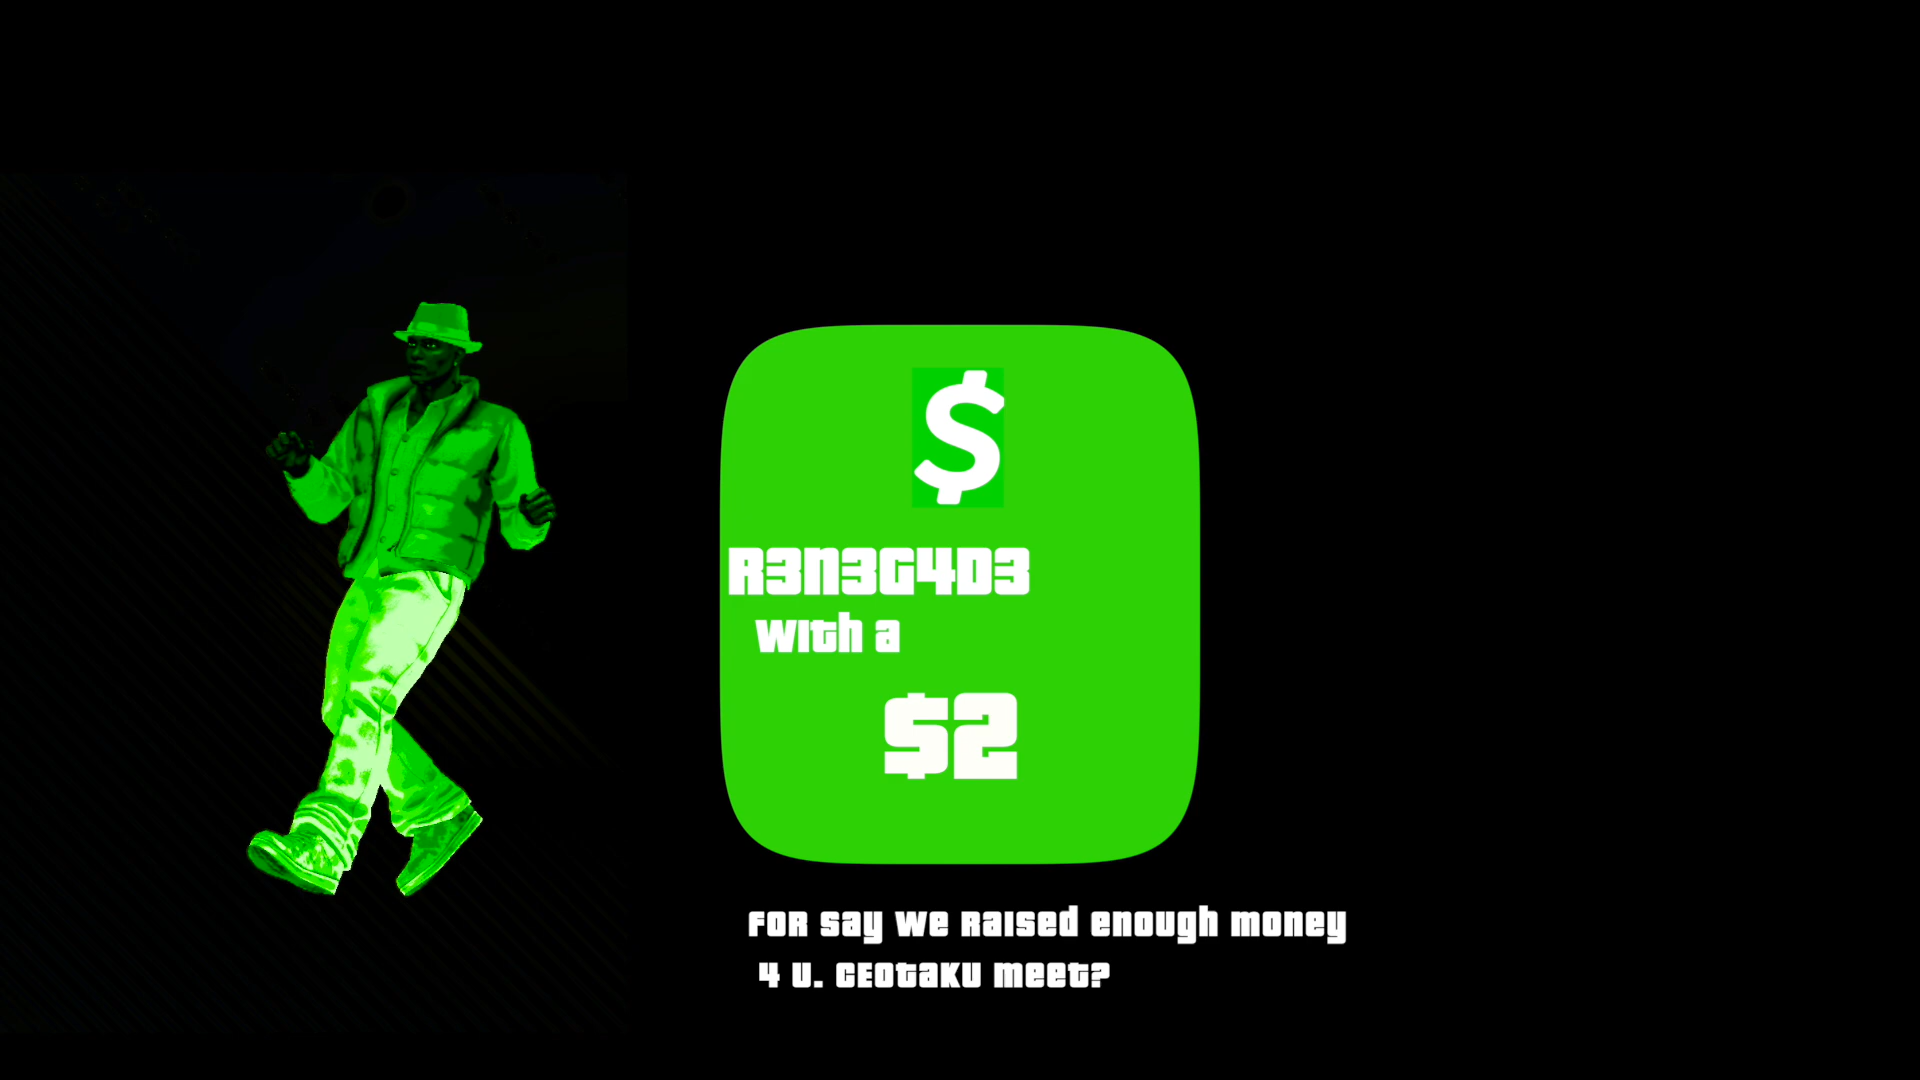 $
R3N3G4D3
with a
$2
FOR say we Raised enough money
4 U. CEOtaku meet?